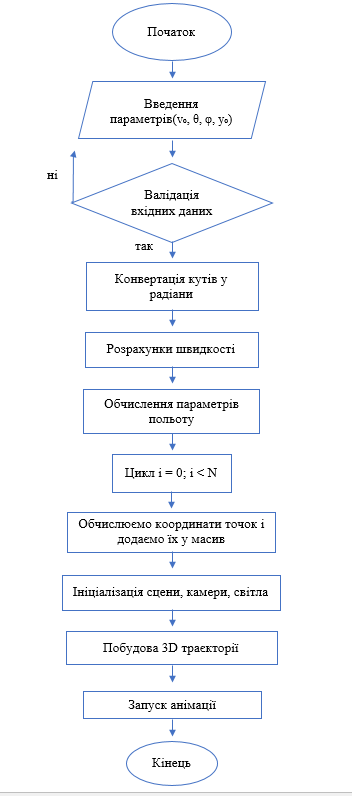 Початок
Введення
параметрів(v₀, θ, φ, y₀)
ні
Валідація
вхідних даних
так
Конвертація кутів у
радіани
Розрахунки швидкості
Обчислення параметрів
польоту
Цикл i = 0; i < N
Обчислюємо координати точок і
додаємо їх у масив
Ініціалізація сцени, камери, світла
Побудова 3D траєкторії
Запуск анімації
Кінець